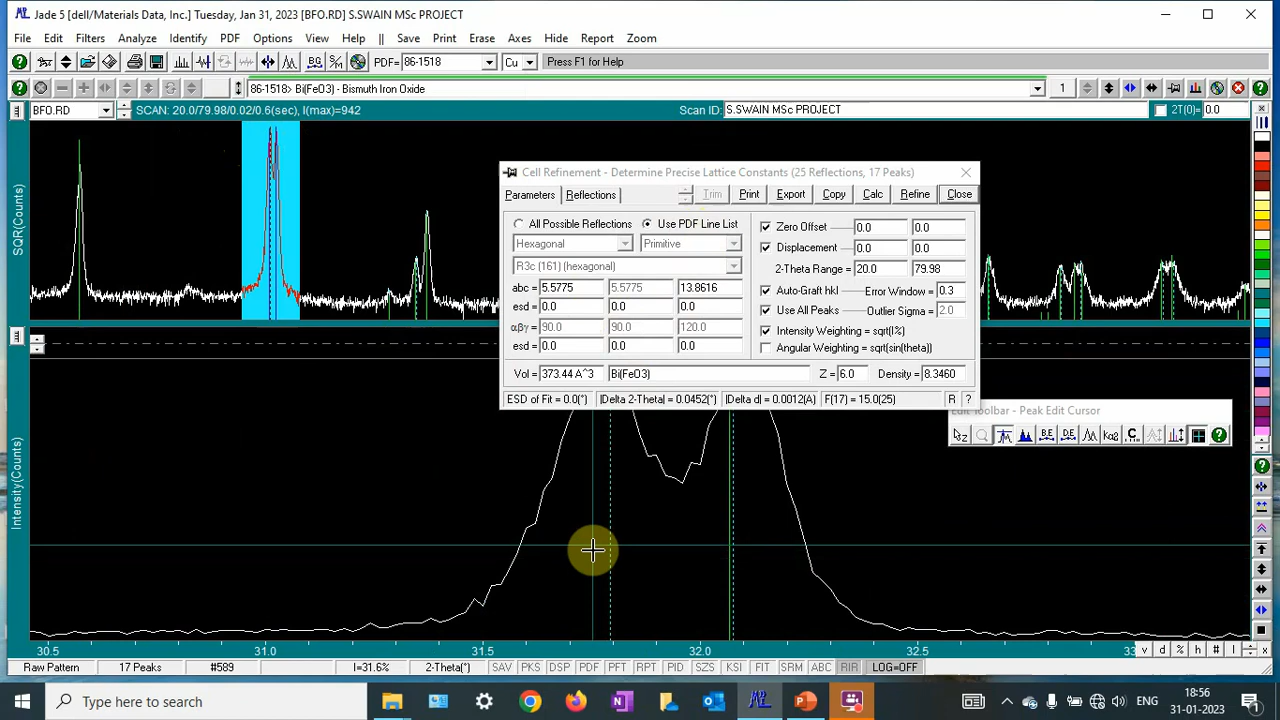 Jade 5 [dell/Materials Data, Inc.] Tuesday, Jan 31, 2023 [BFO.RD] S.SWAIN MSc PROJECT
File Edit Filters Analyze Identify PDF Options View Help || Save Print Erase Axes Hide Report Zoom
BG S/M PDF= 86-1518 Cu Press F1 for Help
86-1518> Bi(FeO3) - Bismuth Iron Oxide 1
BFO.RD SCAN: 20.0/79.98/0.02/0.6(sec), I(max)=942 Scan ID: S.SWAIN MSc PROJECT 2T(0)= 0.0
SQR(Counts)
Cell Refinement - Determine Precise Lattice Constants (25 Reflections, 17 Peaks)
Parameters Reflections Trim Print Export Copy Calc Refine Close
All Possible Reflections Use PDF Line List Zero Offset 0.0 0.0
Hexagonal Primitive Displacement 0.0 0.0
R3c (161) (hexagonal) 2-Theta Range = 20.0 79.98
abc = 5.5775 5.5775 13.8616 Auto-Graft hkl Error Window = 0.3
esd = 0.0 0.0 0.0 Use All Peaks Outlier Sigma = 2.0
αβγ = 90.0 90.0 120.0 Intensity Weighting = sqrt(I%)
esd = 0.0 0.0 0.0 Angular Weighting = sqrt(sin(theta))
Vol = 373.44 A^3 Bi(FeO3) Z = 6.0 Density = 8.3460
ESD of Fit = 0.0(°) |Delta 2-Theta| = 0.0452(°) |Delta d| = 0.0012(A) F(17) = 15.0(25) R ?
Edit Toolbar - Peak Edit Cursor
Z B.E D.E kα2 C..
Intensity(Counts)
30.5 31.0 31.5 32.0 32.5 33. v d % h # l x
Raw Pattern 17 Peaks #589 I=31.6% 2-Theta(°) SAV PKS DSP PDF PFT RPT PID SZS KSI FIT SRM ABC RIR LOG=OFF
Type here to search ENG 18:56
31-01-2023